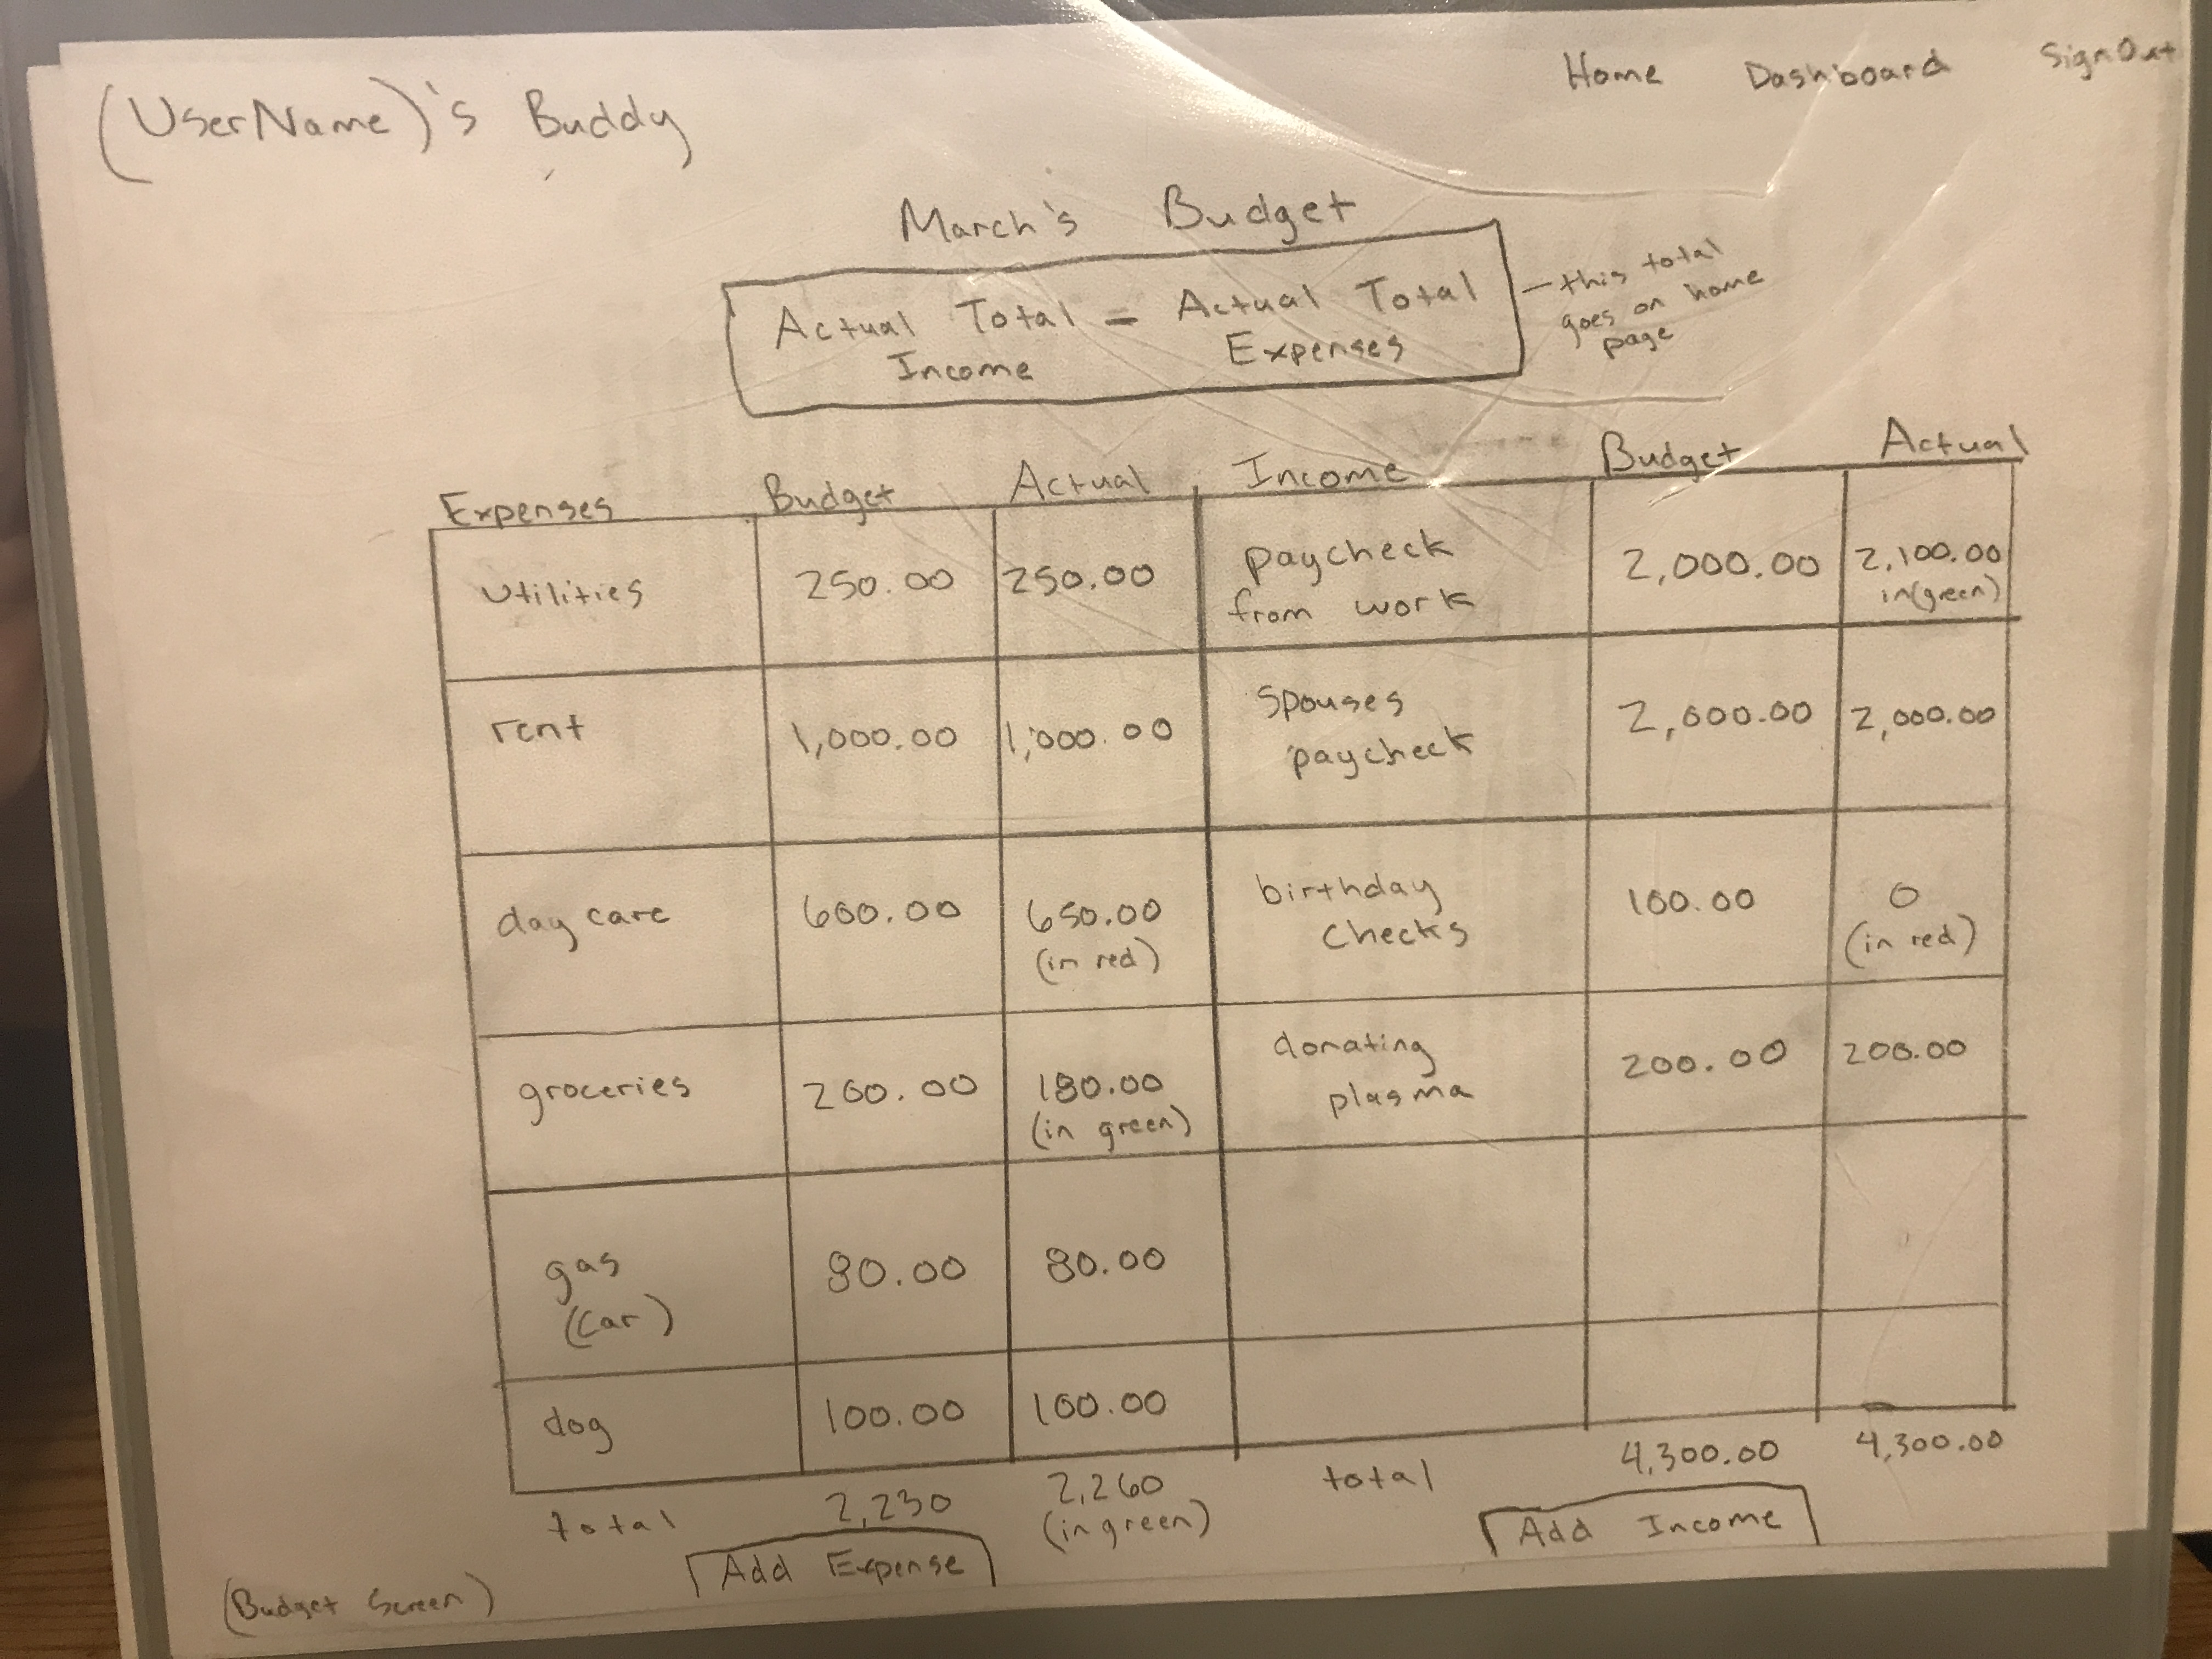 (UserName)'s Buddy
Home Dashboard SignOut
March's Budget
Actual Total = Actual Total
Income Expenses
- this total
goes on home
page
Expenses Budget Actual Income Budget Actual
utilities 250.00 250.00 paycheck from work 2,000.00 2,100.00 in(green)
rent 1,000.00 1,000.00 Spouses paycheck 2,000.00 2,000.00
day care 600.00 650.00 (in red) birthday checks 100.00 0 (in red)
groceries 200.00 180.00 (in green) donating plasma 200.00 200.00
gas (car) 80.00 80.00
dog 100.00 100.00
total 2,230 2,260 (in green) total 4,300.00 4,300.00
Add Expense Add Income
(Budget Screen)